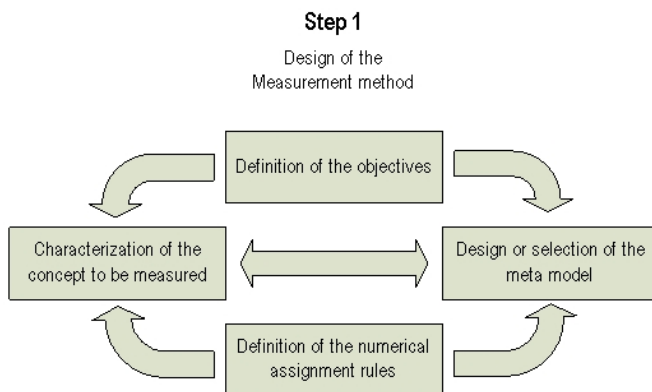 Step 1
Design of the
Measurement method
Definition of the objectives
Characterization of the
concept to be measured
Design or selection of the
meta model
Definition of the numerical
assignment rules